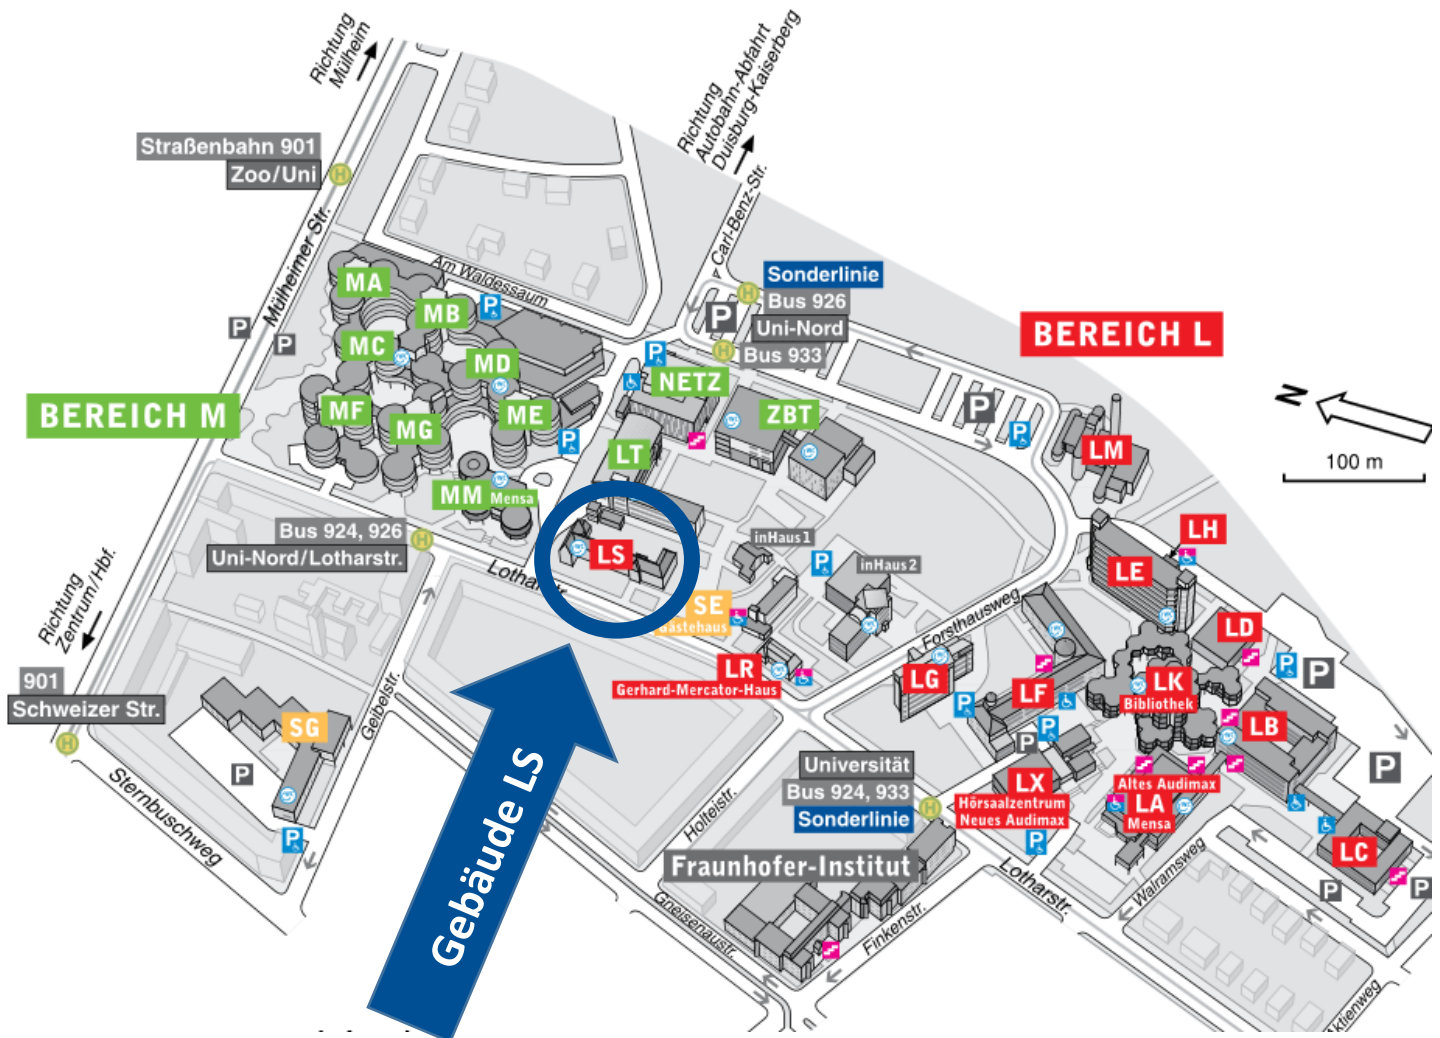 Richtung
Mülheim
Richtung
Autobahn-Abfahrt
Duisburg-Kaiserberg
Straßenbahn 901
Zoo/Uni
H
Mülheimer Str.
Carl-Benz-Str.
Am Waldessaum
Sonderlinie
H
Bus 926
Uni-Nord
H
Bus 933
P
P
P
P
P
BEREICH L
BEREICH M
MA
MB
MC
MD
MF
MG
ME
MM Mensa
NETZ
ZBT
LT
P
P
P
P
N
100 m
LM
LH
LE
Bus 924, 926
Uni-Nord/Lotharstr.
H
Lotharstr.
LS
inHaus 1
inHaus 2
P
SE
Gästehaus
LR
Gerhard-Mercator-Haus
Forsthausweg
LG
LF
LD
LK
Bibliothek
LB
P
P
P
P
P
P
Richtung
Zentrum/Hbf.
901
Schweizer Str.
H
SG
P
P
Geibelstr.
Sternbuschweg
Gebäude LS
Holteistr.
Universität
Bus 924, 933
Sonderlinie
H
LX
Hörsaalzentrum
Neues Audimax
P
Altes Audimax
LA
Mensa
LC
P
P
Fraunhofer-Institut
Lotharstr.
Walramsweg
Gneisenaustr.
Finkenstr.
Aktienweg